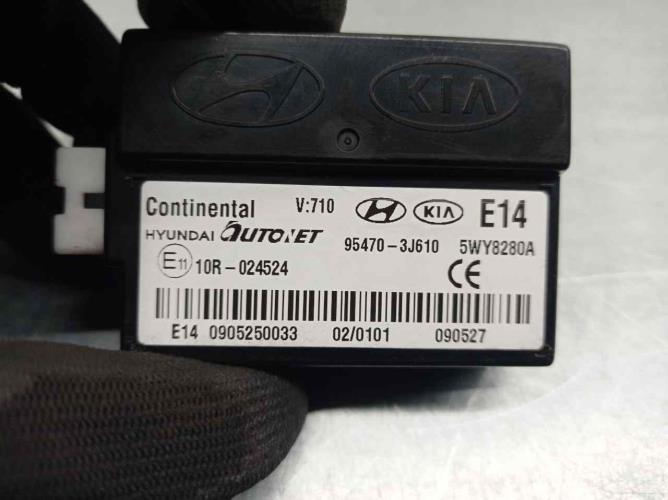 KIA
Continental V:710 KIA E14
HYUNDAI AUTONET 95470-3J610 5WY8280A
E11 10R-024524 CE
E14 0905250033 02/0101 090527